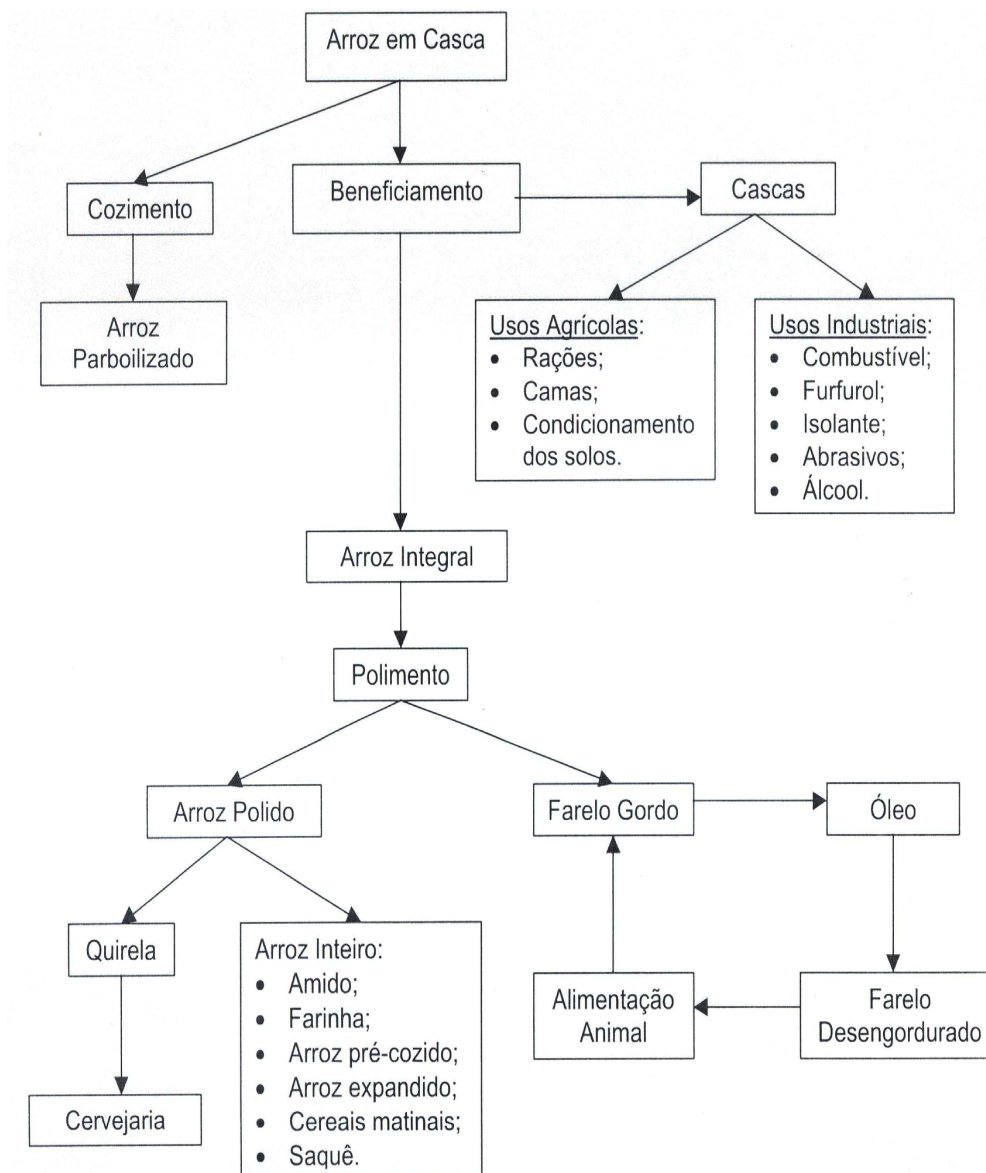 Arroz em Casca
Cozimento
Beneficiamento
Cascas
Arroz
Parboilizado
Usos Agrícolas:
• Rações;
• Camas;
• Condicionamento
dos solos.
Usos Industriais:
• Combustível;
• Furfurol;
• Isolante;
• Abrasivos;
• Álcool.
Arroz Integral
Polimento
Arroz Polido
Farelo Gordo
Óleo
Quirela
Arroz Inteiro:
• Amido;
• Farinha;
• Arroz pré-cozido;
• Arroz expandido;
• Cereais matinais;
• Saquê.
Alimentação
Animal
Farelo
Desengordurado
Cervejaria